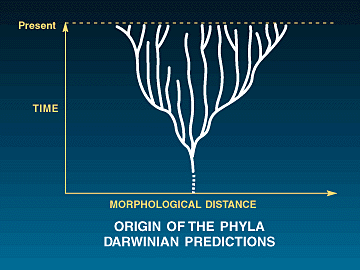 Present
TIME
MORPHOLOGICAL DISTANCE
ORIGIN OF THE PHYLA
DARWINIAN PREDICTIONS